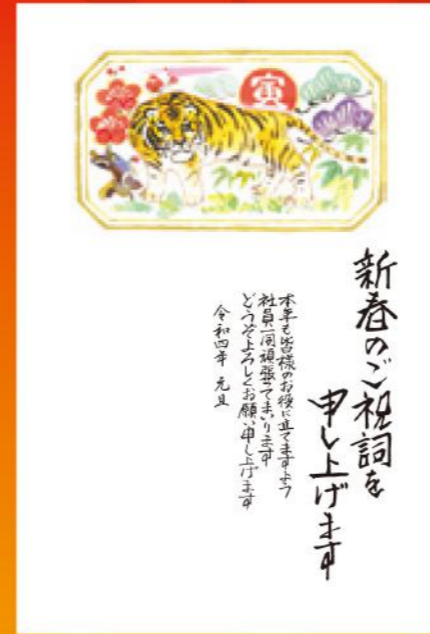 寅
新春のご祝詞を
申し上げます
本年も皆様のお役に立てますよう
社員一同頑張ってまいります
どうぞよろしくお願い申し上げます
令和四年 元旦